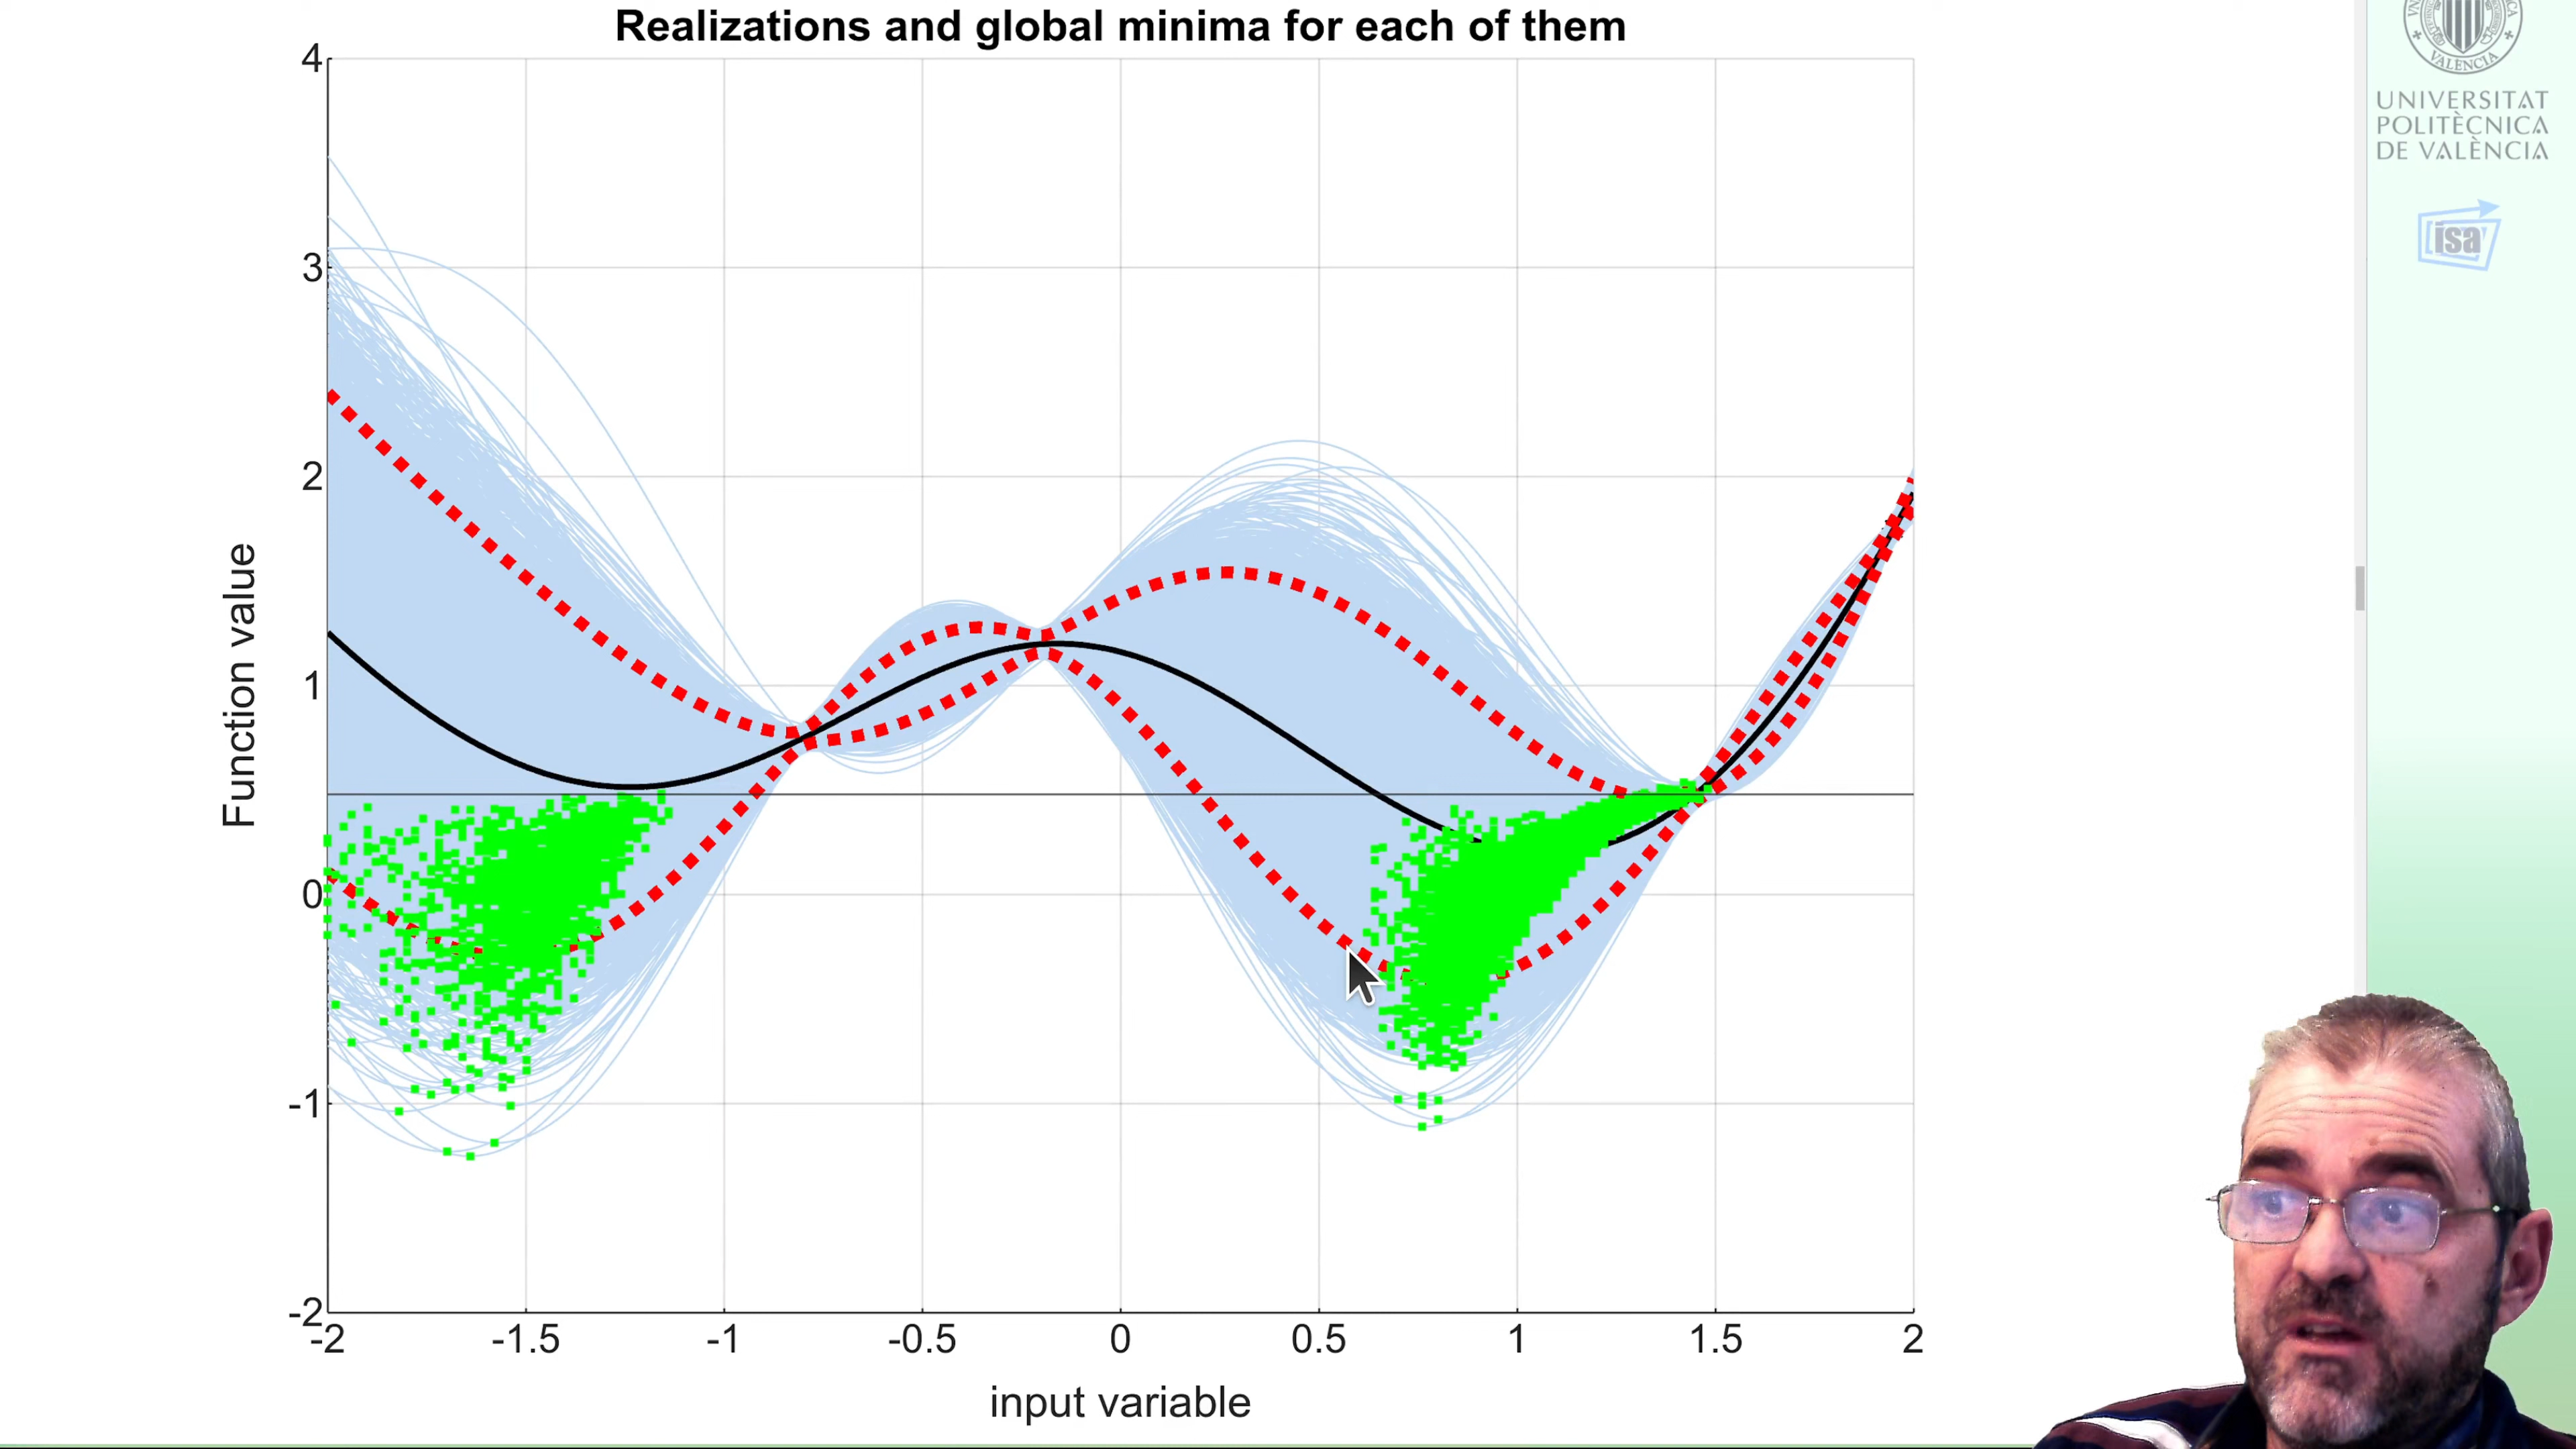 Realizations and global minima for each of them
4
3
2
1
0
-1
-2
Function value
-2
-1.5
-1
-0.5
0
0.5
1
1.5
2
input variable
VALÈNCIA
UNIVERSITAT
POLITÈCNICA
DE VALÈNCIA
isa